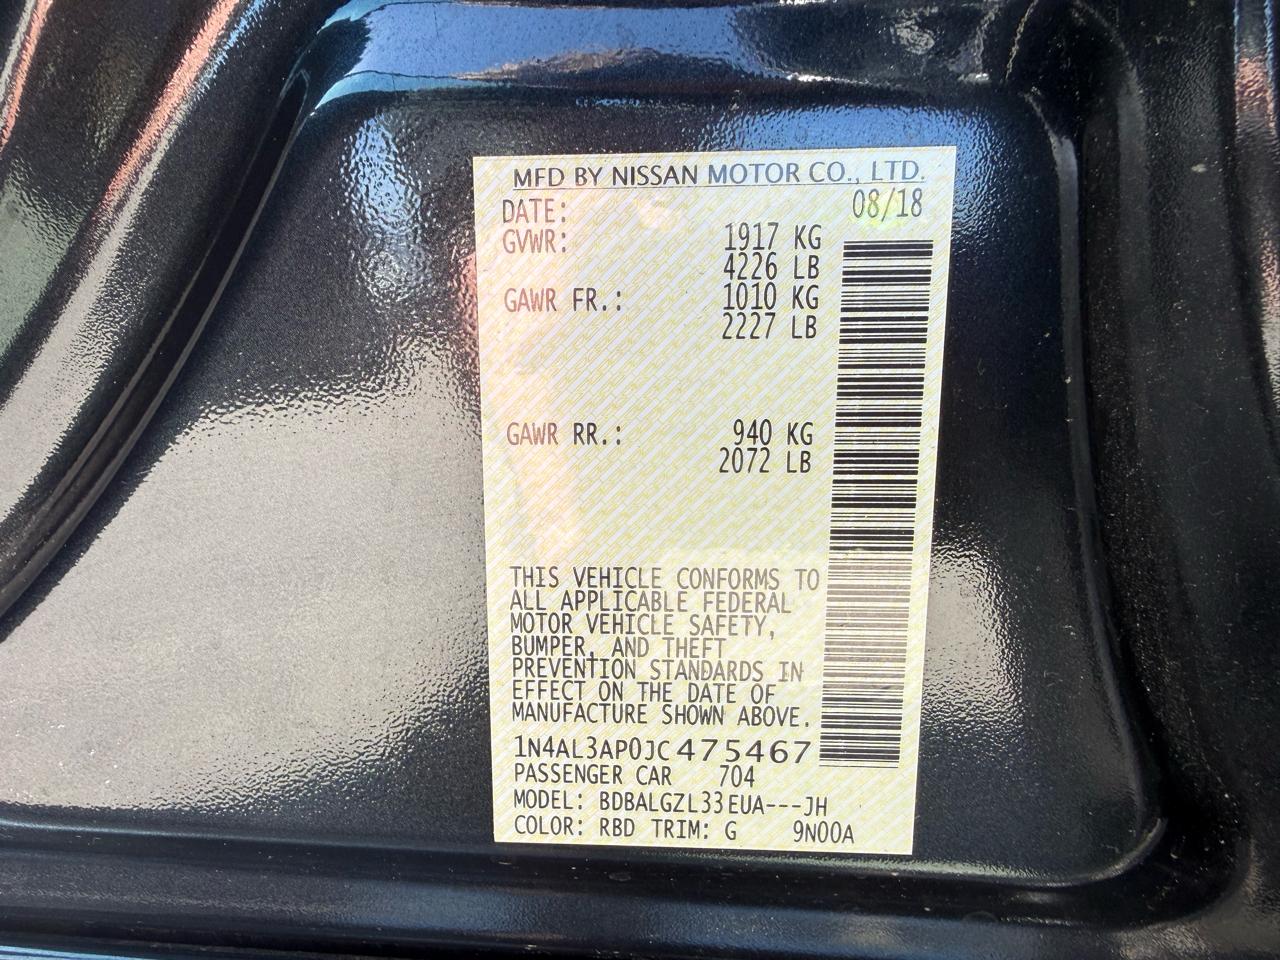 MFD BY NISSAN MOTOR CO., LTD.
DATE: 08/18
GVWR: 1917 KG
4226 LB
GAWR FR.: 1010 KG
2227 LB
GAWR RR.: 940 KG
2072 LB
THIS VEHICLE CONFORMS TO
ALL APPLICABLE FEDERAL
MOTOR VEHICLE SAFETY,
BUMPER, AND THEFT
PREVENTION STANDARDS IN
EFFECT ON THE DATE OF
MANUFACTURE SHOWN ABOVE.
1N4AL3AP0JC475467
PASSENGER CAR 704
MODEL: BDBALGZL33EUA---JH
COLOR: RBD TRIM: G 9N00A